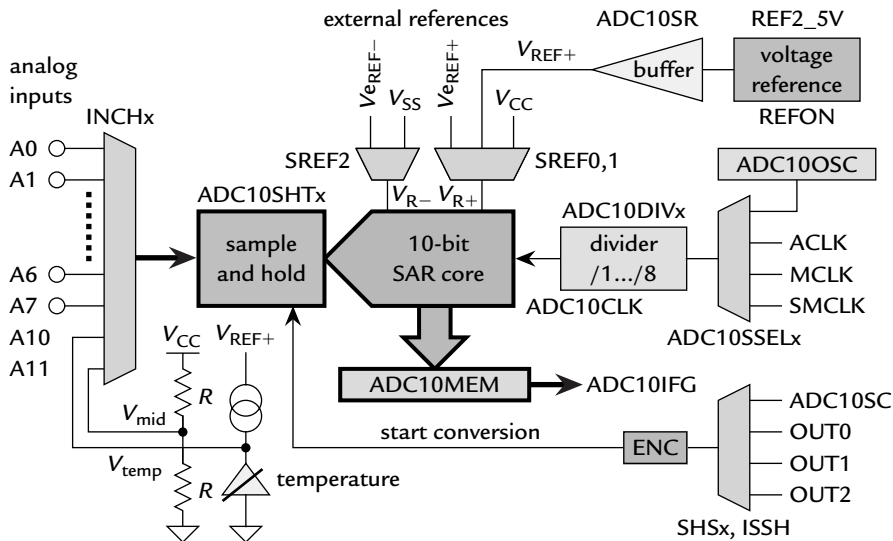 external references
ADC10SR
REF2_5V
analog
inputs
VeREF−
VSS
VeREF+
VREF+
VCC
buffer
voltage
reference
REFON
INCHx
A0
A1
SREF2
SREF0,1
ADC10OSC
ADC10SHTx
VR−
VR+
ADC10DIVx
sample
and hold
10-bit
SAR core
divider
/1.../8
ACLK
MCLK
SMCLK
A6
A7
A10
A11
ADC10CLK
ADC10SSELx
VCC
VREF+
ADC10MEM
ADC10IFG
R
Vmid
start conversion
ENC
ADC10SC
OUT0
OUT1
OUT2
Vtemp
R
temperature
SHSx, ISSH